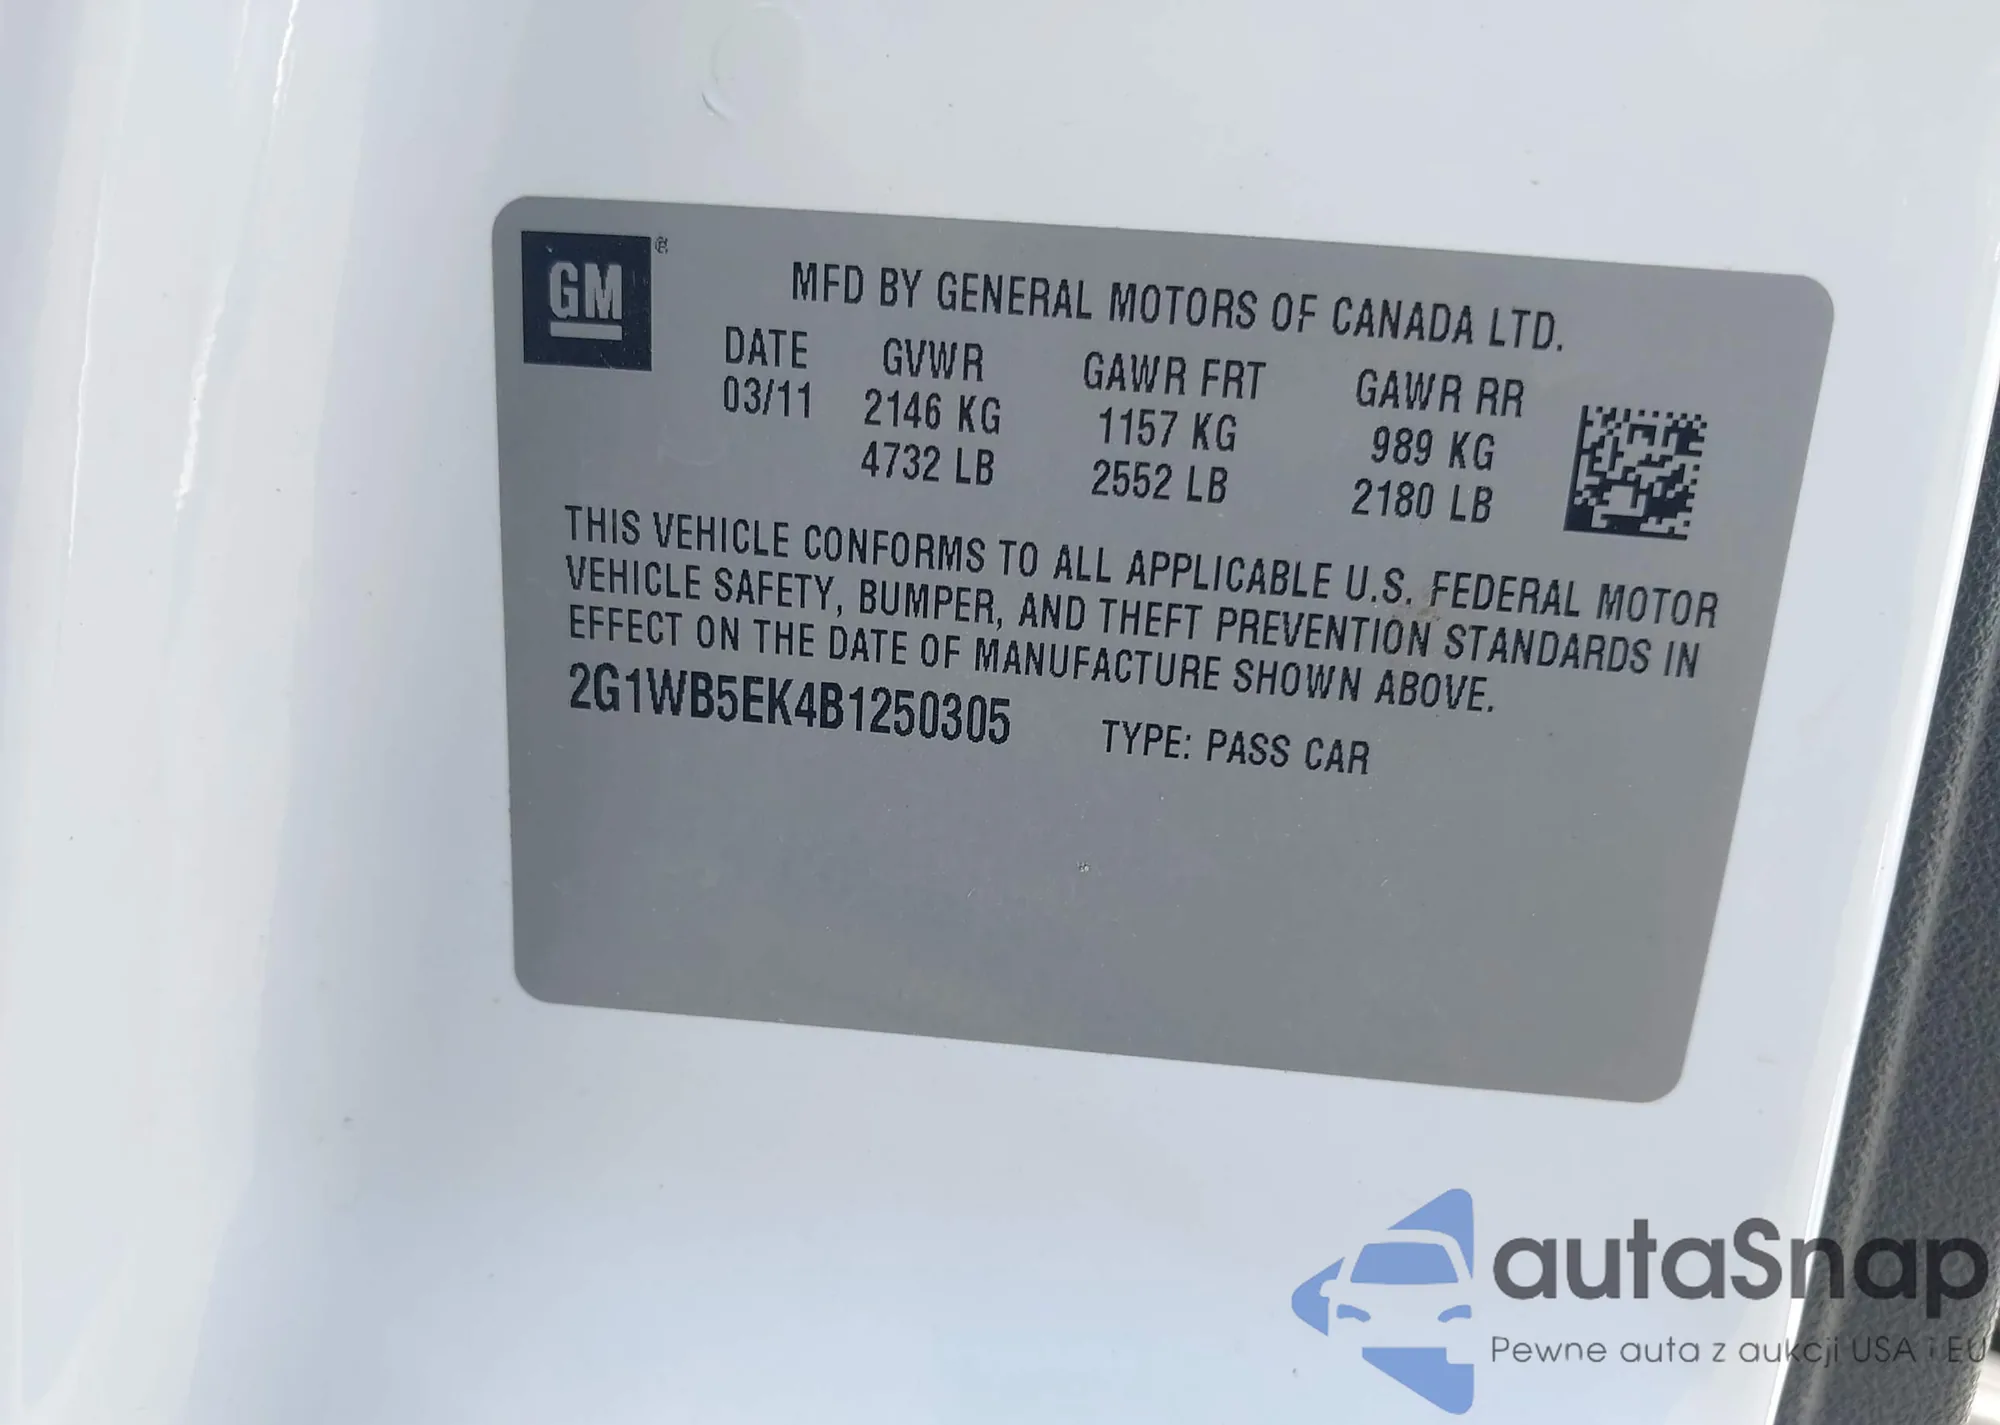 GM®
MFD BY GENERAL MOTORS OF CANADA LTD.
DATE GVWR GAWR FRT GAWR RR
03/11 2146 KG 1157 KG 989 KG
4732 LB 2552 LB 2180 LB
THIS VEHICLE CONFORMS TO ALL APPLICABLE U.S. FEDERAL MOTOR
VEHICLE SAFETY, BUMPER, AND THEFT PREVENTION STANDARDS IN
EFFECT ON THE DATE OF MANUFACTURE SHOWN ABOVE.
2G1WB5EK4B1250305 TYPE: PASS CAR
autaSnap
Pewne auta z aukcji USA i EU